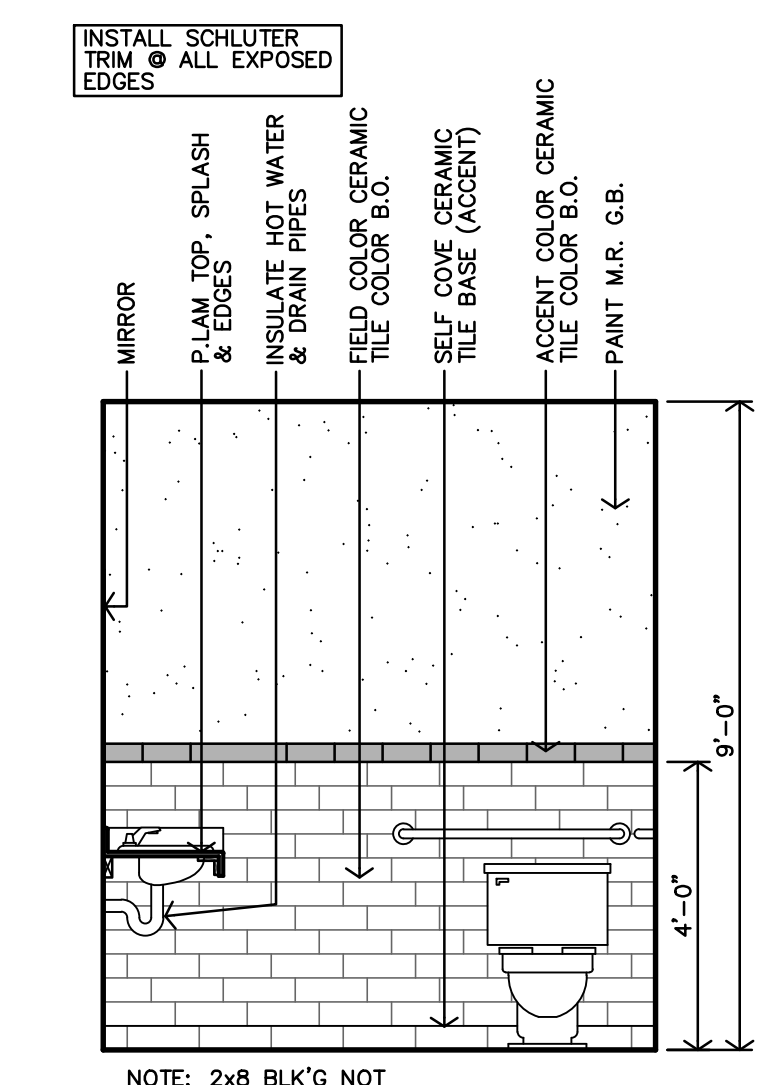 INSTALL SCHLUTER
TRIM @ ALL EXPOSED
EDGES
MIRROR
P.LAM TOP, SPLASH
& EDGES
INSULATE HOT WATER
& DRAIN PIPES
FIELD COLOR CERAMIC
TILE COLOR B.O.
SELF COVE CERAMIC
TILE BASE (ACCENT)
ACCENT COLOR CERAMIC
TILE COLOR B.O.
PAINT M.R. G.B.
9'-0"
4'-0"
NOTE: 2x8 BLK'G NOT